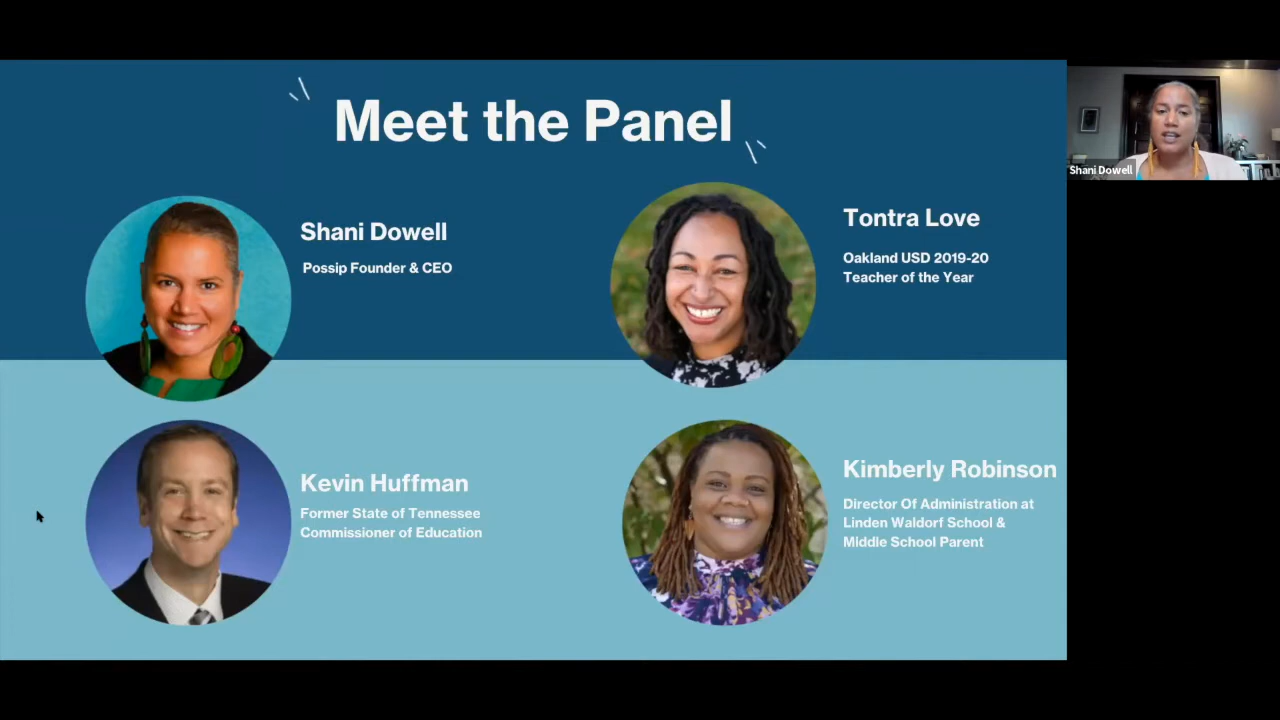 Meet the Panel
Shani Dowell
Possip Founder & CEO
Tontra Love
Oakland USD 2019-20
Teacher of the Year
Kevin Huffman
Former State of Tennessee
Commissioner of Education
Kimberly Robinson
Director Of Administration at
Linden Waldorf School &
Middle School Parent
Shani Dowell